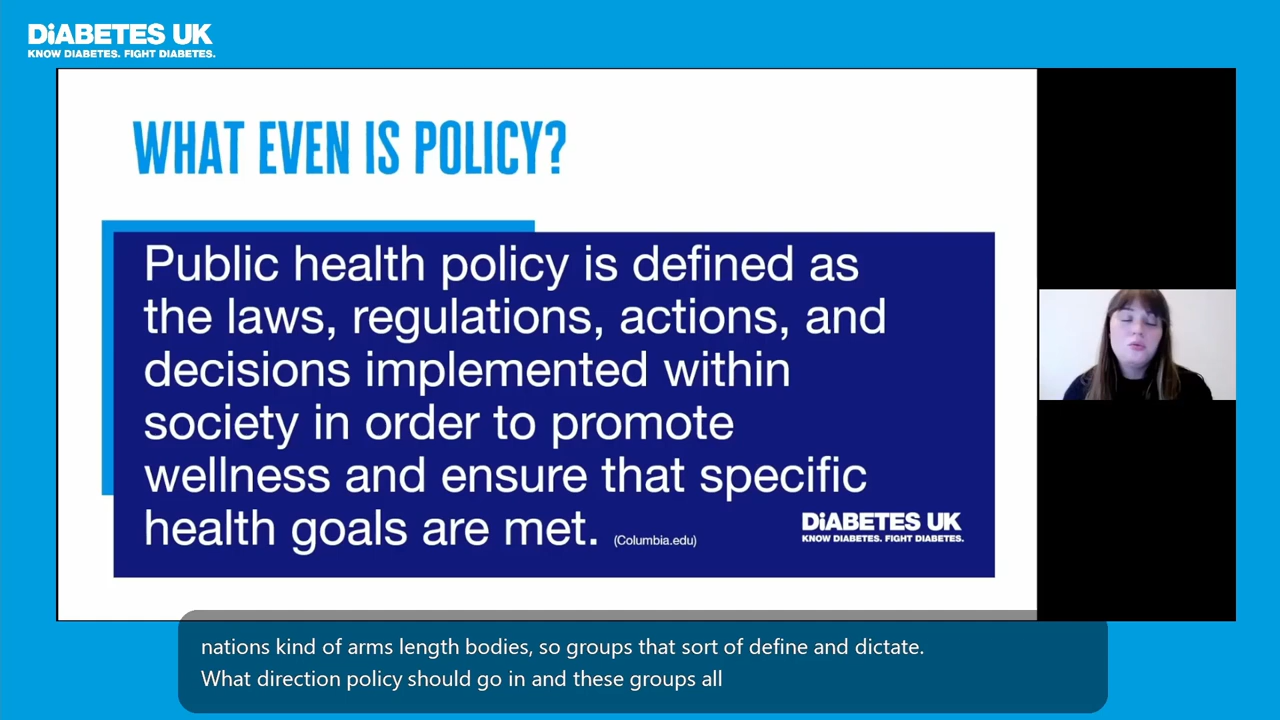 DiABETES UK
KNOW DIABETES. FIGHT DIABETES.
WHAT EVEN IS POLICY?
Public health policy is defined as
the laws, regulations, actions, and
decisions implemented within
society in order to promote
wellness and ensure that specific
health goals are met. (Columbia.edu)
DiABETES UK
KNOW DIABETES. FIGHT DIABETES.
nations kind of arms length bodies, so groups that sort of define and dictate.
What direction policy should go in and these groups all